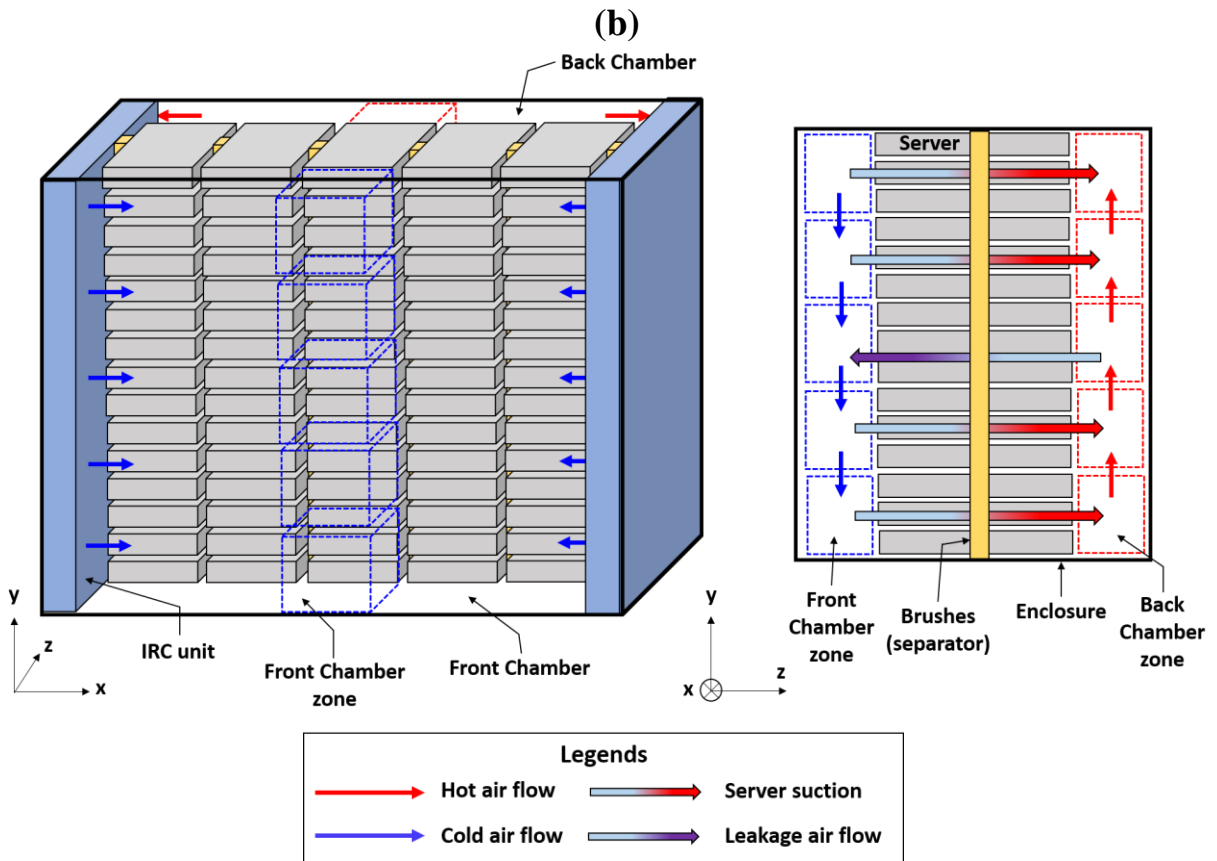 (b)
Back Chamber
Server
y
z
x
IRC unit
Front Chamber
zone
Front Chamber
Front
Chamber
zone
Brushes
(separator)
Enclosure
Back
Chamber
zone
y
x
z
Legends
Hot air flow
Server suction
Cold air flow
Leakage air flow